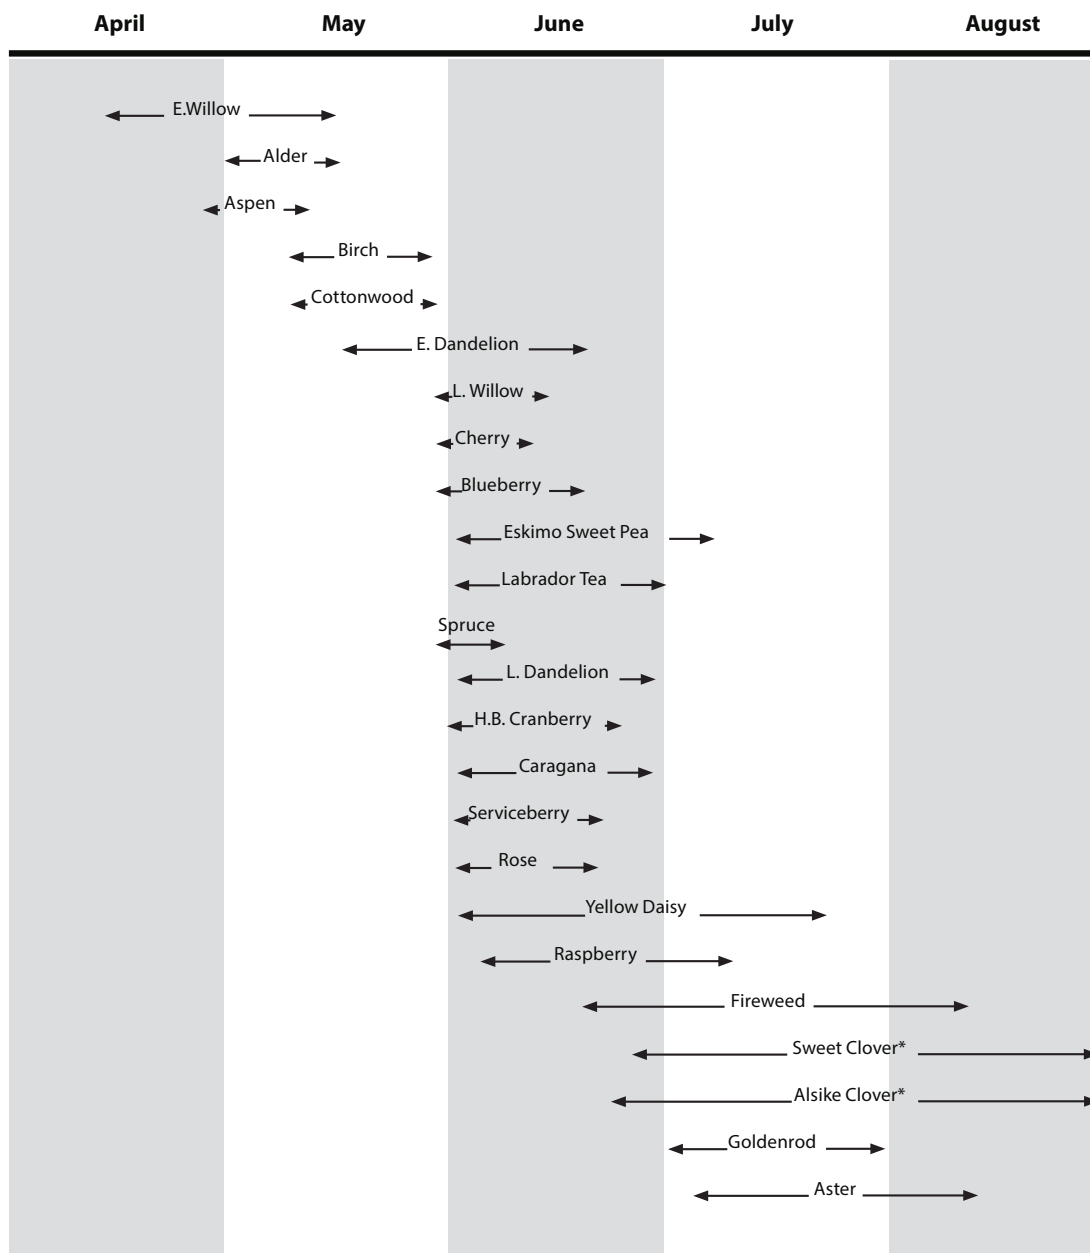 April May June July August
E.Willow
Alder
Aspen
Birch
Cottonwood
E. Dandelion
L. Willow
Cherry
Blueberry
Eskimo Sweet Pea
Labrador Tea
Spruce
L. Dandelion
H.B. Cranberry
Caragana
Serviceberry
Rose
Yellow Daisy
Raspberry
Fireweed
Sweet Clover*
Alsike Clover*
Goldenrod
Aster